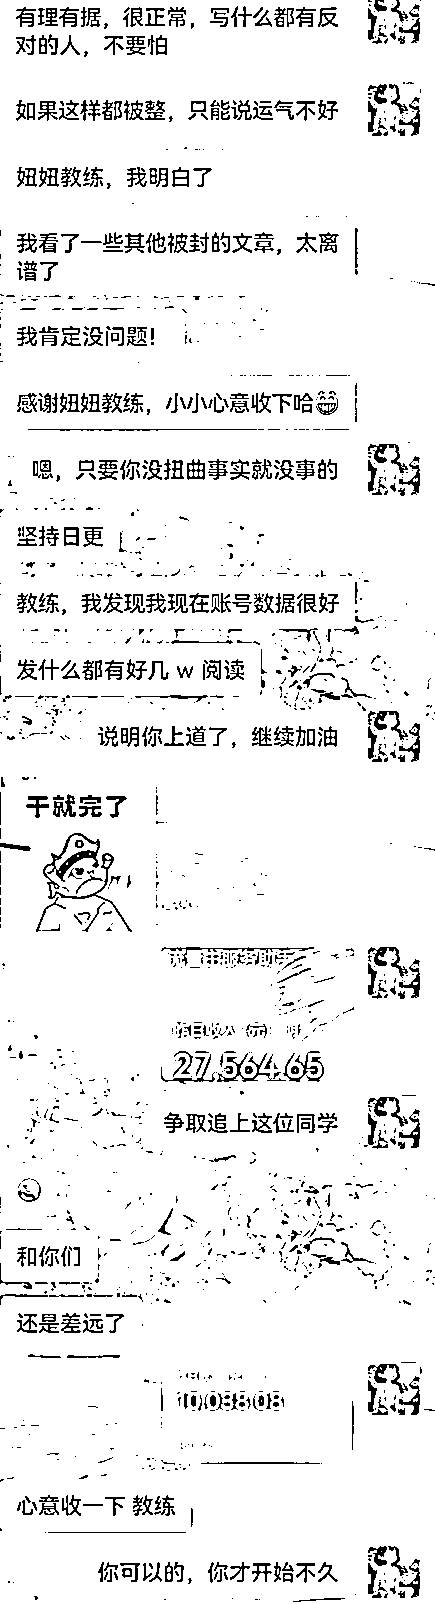 有理有据，很正常，写什么都有反
对的人，不要怕
如果这样都被整，只能说运气不好
妞妞教练，我明白了
我看了一些其他被封的文章，太离
谱了
我肯定没问题!
感谢妞妞教练，小小心意收下哈😁
嗯，只要你没扭曲事实就没事的
坚持日更
教练，我发现我现在账号数据很好
发什么都有好几 w 阅读
说明你上道了，继续加油
干就完了
昨日收入（元）
27,564.65
争取追上这位同学
和你们
还是差远了
心意收一下 教练
你可以的，你才开始不久